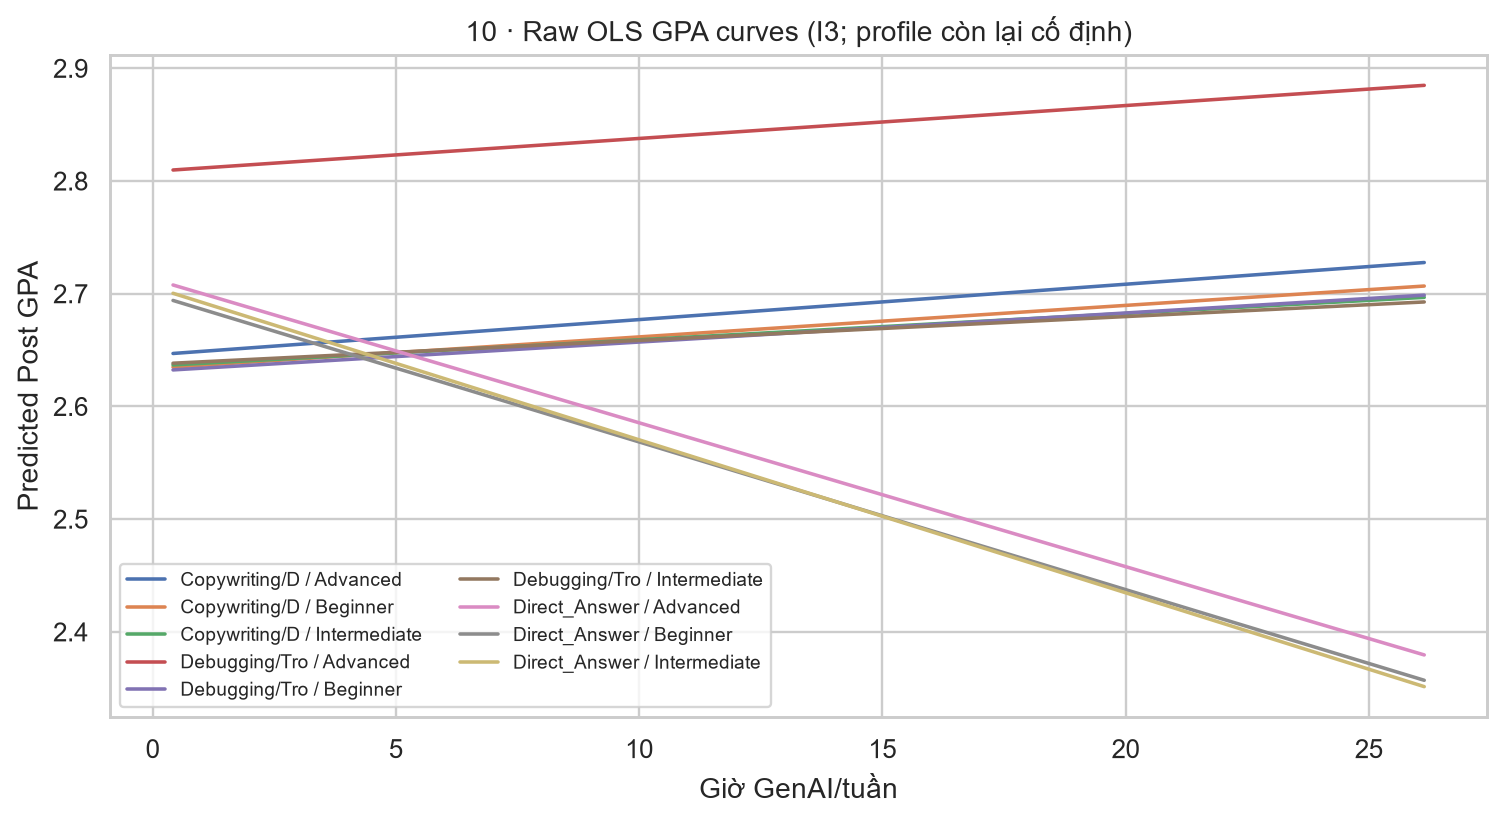 10 · Raw OLS GPA curves (I3; profile còn lại cố định)
Predicted Post GPA
2.9
2.8
2.7
2.6
2.5
2.4
Copywriting/D / Advanced
Copywriting/D / Beginner
Copywriting/D / Intermediate
Debugging/Tro / Advanced
Debugging/Tro / Beginner
Debugging/Tro / Intermediate
Direct_Answer / Advanced
Direct_Answer / Beginner
Direct_Answer / Intermediate
0 5 10 15 20 25
Giờ GenAI/tuần